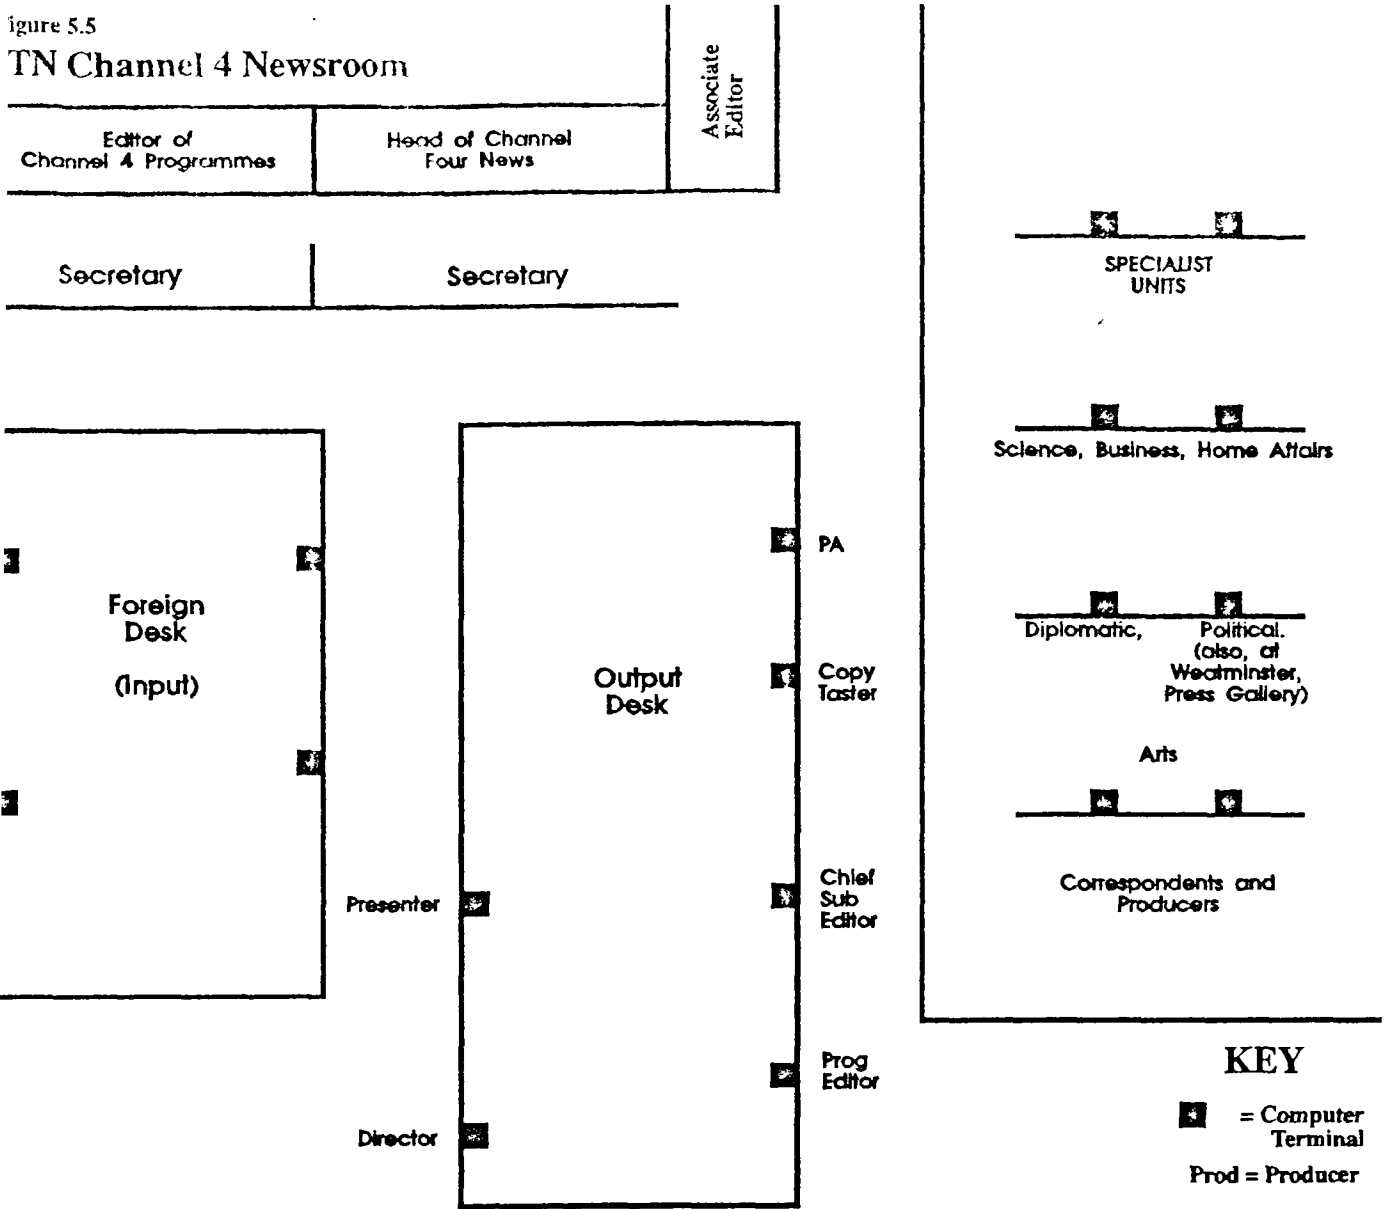 igure 5.5
TN Channel 4 Newsroom
Associate
Editor
Editor of
Channel 4 Programmes
Head of Channel
Four News
Secretary
Secretary
SPECIALIST
UNITS
Science, Business, Home Affairs
Diplomatic,
Political.
(also, at
Weatminster,
Press Gallery)
Arts
Correspondents and
Producers
Foreign
Desk
(Input)
Output
Desk
PA
Copy
Taster
Chief
Sub
Editor
Prog
Editor
Presenter
Director
KEY
= Computer
Terminal
Prod = Producer